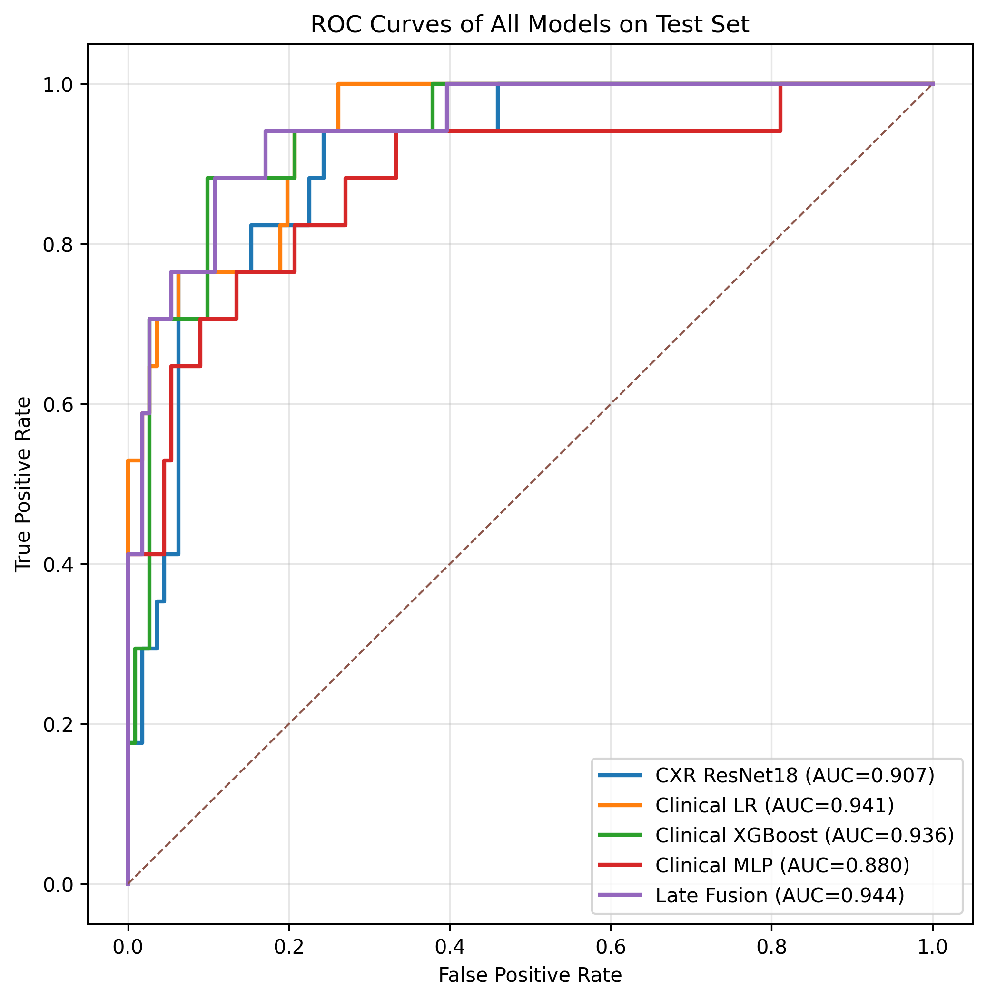 ROC Curves of All Models on Test Set
True Positive Rate
1.0
0.8
0.6
0.4
0.2
0.0
0.0 0.2 0.4 0.6 0.8 1.0
False Positive Rate
CXR ResNet18 (AUC=0.907)
Clinical LR (AUC=0.941)
Clinical XGBoost (AUC=0.936)
Clinical MLP (AUC=0.880)
Late Fusion (AUC=0.944)